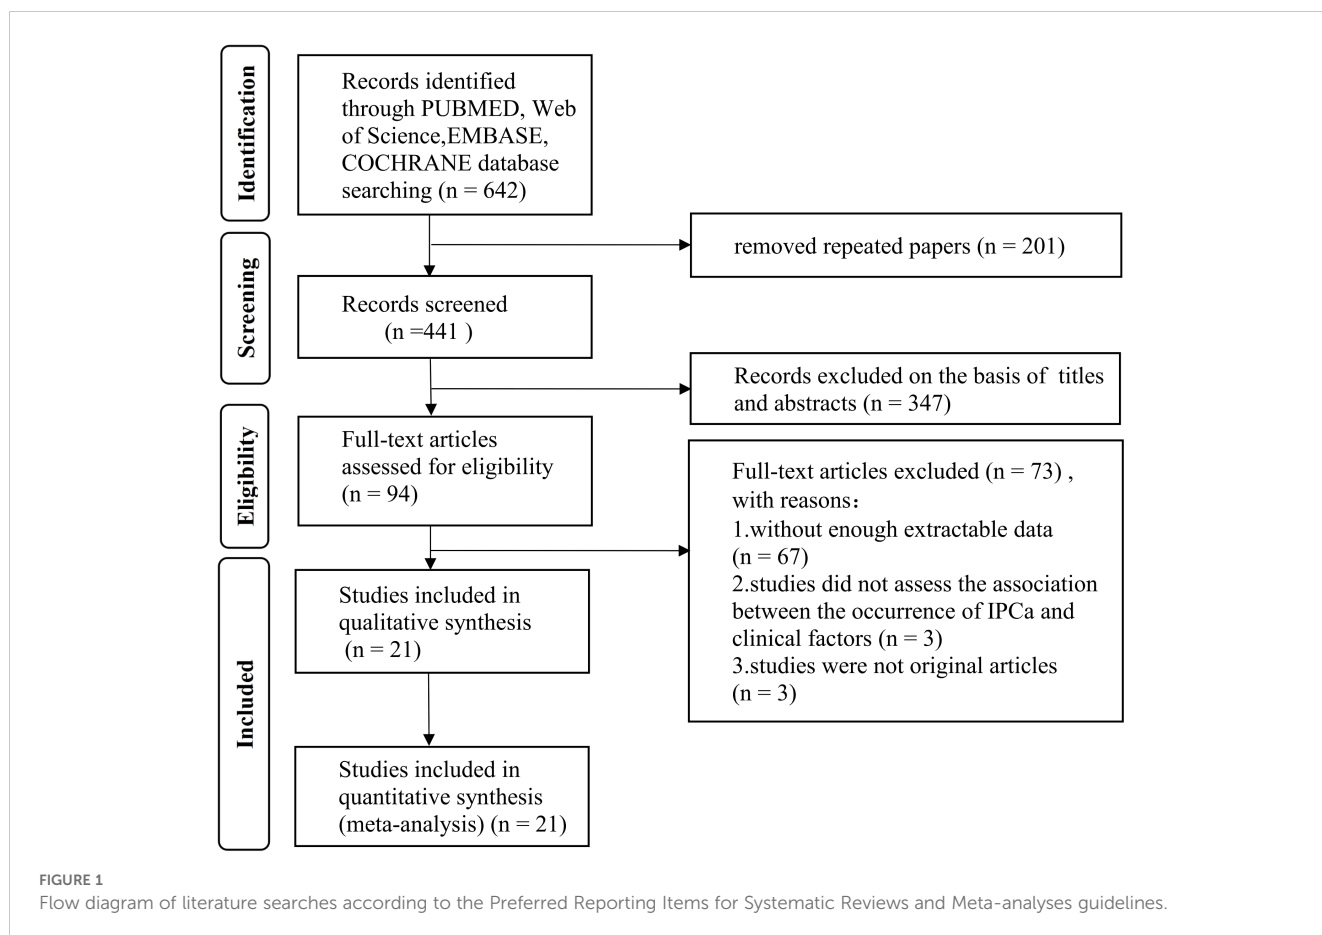 Identification
Records identified
through PUBMED, Web
of Science,EMBASE,
COCHRANE database
searching (n = 642)
removed repeated papers (n = 201)
Screening
Records screened
(n =441 )
Records excluded on the basis of titles
and abstracts (n = 347)
Eligibility
Full-text articles
assessed for eligibility
(n = 94)
Full-text articles excluded (n = 73) ,
with reasons：
1.without enough extractable data
(n = 67)
2.studies did not assess the association
between the occurrence of IPCa and
clinical factors (n = 3)
3.studies were not original articles
(n = 3)
Included
Studies included in
qualitative synthesis
(n = 21)
Studies included in
quantitative synthesis
(meta-analysis) (n = 21)
FIGURE 1
Flow diagram of literature searches according to the Preferred Reporting Items for Systematic Reviews and Meta-analyses guidelines.